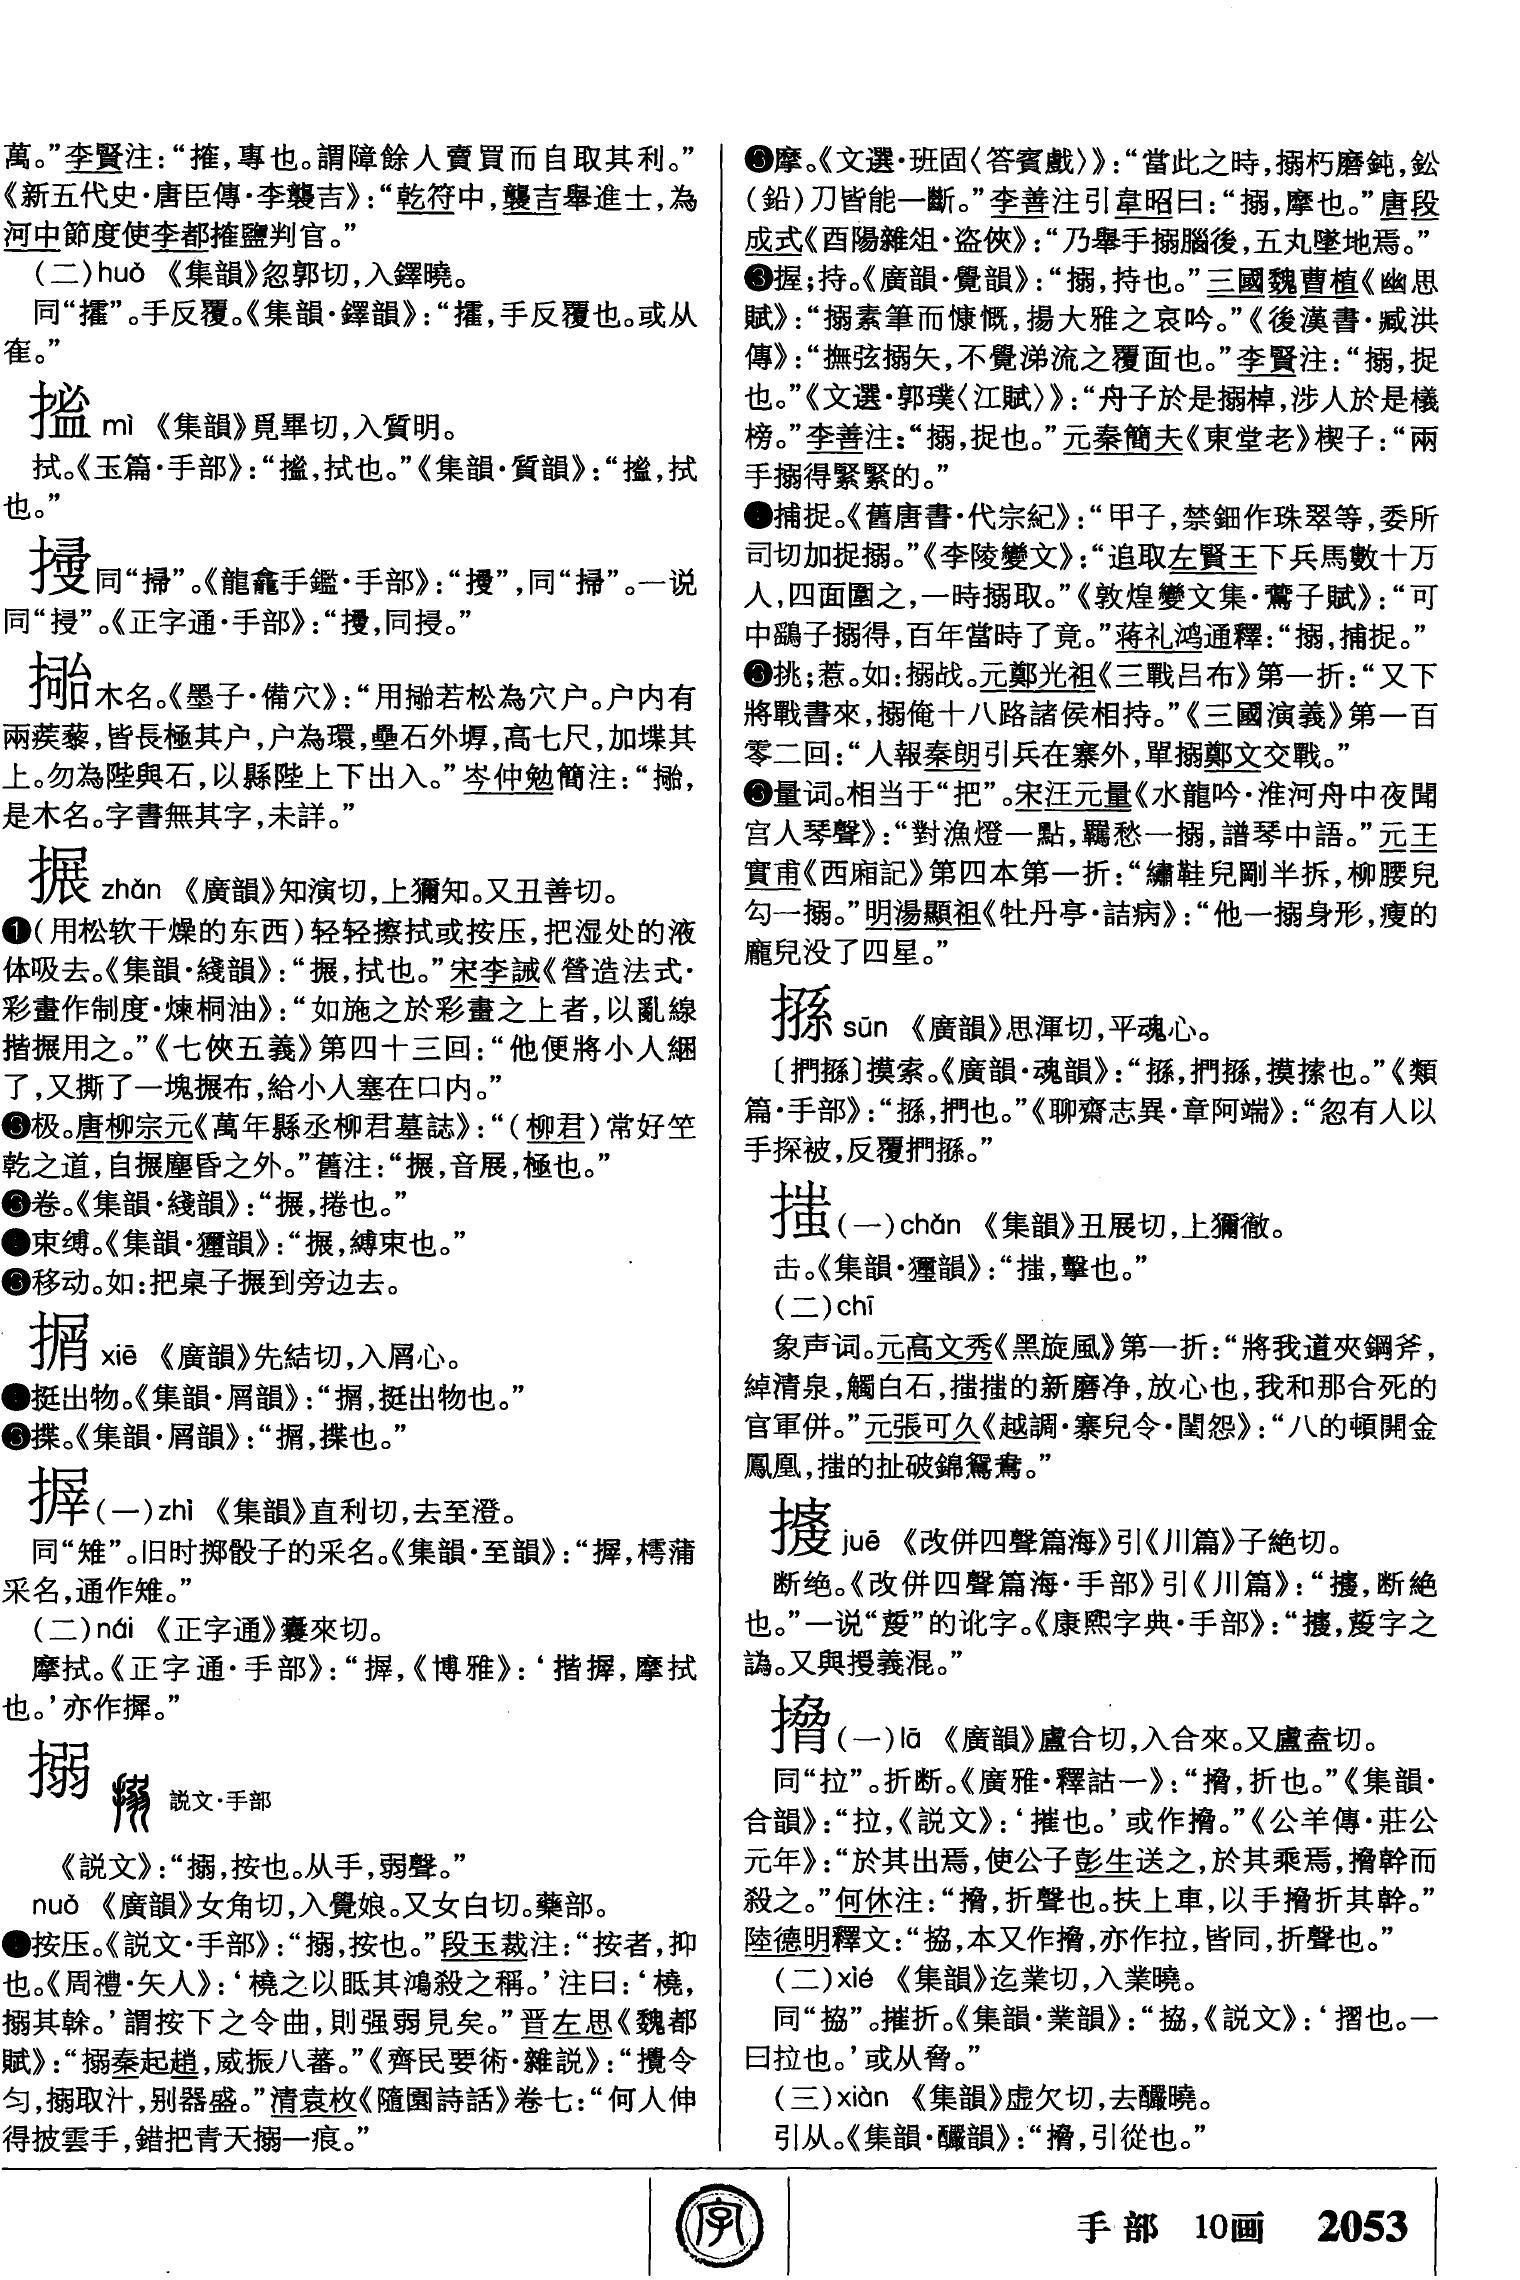 萬。”李賢注：“搉，專也。謂障餘人賣買而自取其利。”
《新五代史·唐臣傳·李襲吉》：“乾符中，襲吉舉進士，為
河中節度使李都搉鹽判官。”
（二）huǒ 《集韻》忽郭切，入鐸曉。
同“㩁”。手反覆。《集韻·鐸韻》：“㩁，手反覆也。或从
隺。”
㨠 mì 《集韻》覓畢切，入質明。
拭。《玉篇·手部》：“㨠，拭也。”《集韻·質韻》：“㨠，拭
也。”
同“掃”。《龍龕手鑑·手部》：“，同“掃”。一说
同“㨈”。《正字通·手部》：
木名。《墨子·備穴》：“用若松為穴户。户内有
兩蒺藜，皆長極其户，户為環，壘石外㙩，高七尺，加堞其
上。勿為陛與石，以縣陛上下出入。”岑仲勉簡注：“，
是木名。字書無其字，未詳。”
搌 zhǎn 《廣韻》知演切，上獮知。又丑善切。
❶（用松软干燥的东西）轻轻擦拭或按压，把湿处的液
体吸去。《集韻·綫韻》：“搌，拭也。”宋李誡《營造法式·
彩畫作制度·煉桐油》：“如施之於彩畫之上者，以亂線
揩搌用之。”《七俠五義》第四十三回：“他便將小人綑
了，又撕了一塊搌布，給小人塞在口内。”
❷极。唐柳宗元《萬年縣丞柳君墓誌》：“（柳君）常好竺
乾之道，自搌塵昏之外。”舊注：“搌，音展，極也。”
❸卷。《集韻·綫韻》：“搌，捲也。”
❹束缚。《集韻·獮韻》：“搌，縛束也。”
❺移动。如：把桌子搌到旁边去。
揟 xiē 《廣韻》先結切，入屑心。
❶挺出物。《集韻·屑韻》：“，挺出物也。”
❷揲。《集韻·屑韻》：“，揲也。”
（一）zhì 《集韻》直利切，去至澄。
同“雉”。旧时掷骰子的采名。《集韻·至韻》：“，樗蒲
采名，通作雉。”
（二）nái 《正字通》囊來切。
摩拭。《正字通·手部》：“，《博雅》：‘揩，摩拭
也。’亦作。”
搦 説文·手部
《説文》：“搦，按也。从手，弱聲。”
nuò 《廣韻》女角切，入覺娘。又女白切。藥部。
❶按压。《説文·手部》：“搦，按也。”段玉裁注：“按者，抑
也。《周禮·矢人》：‘橈之以眡其鴻殺之稱。’注曰：‘橈，
搦其榦。’謂按下之令曲，則强弱見矣。”晋左思《魏都
賦》：“搦秦起趙，威振八蕃。”《齊民要術·雜説》：“攪令
匀，搦取汁，别器盛。”清袁枚《隨園詩話》卷七：“何人伸
得披雲手，錯把青天搦一痕。”
❷摩。《文選·班固〈答賓戲〉》：“當此之時，搦朽磨鈍，鈆
（鉛）刀皆能一斷。”李善注引韋昭曰：“搦，摩也。”唐段
成式《酉陽雜俎·盗俠》：“乃舉手搦腦後，五丸墜地焉。”
❸握；持。《廣韻·覺韻》：“搦，持也。”三國魏曹植《幽思
賦》：“搦素筆而慷慨，揚大雅之哀吟。”《後漢書·臧洪
傳》：“撫弦搦矢，不覺涕流之覆面也。”李賢注：“搦，捉
也。”《文選·郭璞〈江賦〉》：“舟子於是搦棹，涉人於是檥
榜。”李善注：“搦，捉也。”元秦簡夫《東堂老》楔子：“兩
手搦得緊緊的。”
❹捕捉。《舊唐書·代宗紀》：“甲子，禁鈿作珠翠等，委所
司切加捉搦。”《李陵變文》：“追取左賢王下兵馬數十万
人，四面圍之，一時搦取。”《敦煌變文集·鷰子賦》：“可
中鷂子搦得，百年當時了竟。”蒋礼鸿通釋：“搦，捕捉。”
❺挑；惹。如：搦战。元鄭光祖《三戰吕布》第一折：“又下
將戰書來，搦俺十八路諸侯相持。”《三國演義》第一百
零二回：“人報秦朗引兵在寨外，單搦鄭文交戰。”
❻量词。相当于“把”。宋汪元量《水龍吟·淮河舟中夜聞
宫人琴聲》：“對漁燈一點，羈愁一搦，譜琴中語。”元王
實甫《西廂記》第四本第一折：“繡鞋兒剛半拆，柳腰兒
勾一搦。”明湯顯祖《牡丹亭·詰病》：“他一搦身形，瘦的
龐兒没了四星。”
搎 sūn 《廣韻》思渾切，平魂心。
〔捫搎〕摸索。《廣韻·魂韻》：“搎，捫搎，摸㩄也。”《類
篇·手部》：“搎，捫也。”《聊齋志異·章阿端》：“忽有人以
手探被，反覆捫搎。”
㨔（一）chǎn 《集韻》丑展切，上獮徹。
击。《集韻·獮韻》：“，擊也。”
（二）chī
象声词。元高文秀《黑旋風》第一折：“將我道夾鋼斧，
綽清泉，觸白石，的新磨净，放心也，我和那合死的
官軍併。”元張可久《越調·寨兒令·閨怨》：“八的頓開金
鳳凰，的扯破錦鴛鴦。”
juē 《改併四聲篇海》引《川篇》子絶切。
断绝。《改併四聲篇海·手部》引《川篇》：“，断絶
也。”一说“”的讹字。《康熙字典·手部》：“，字之
譌。又與授義混。”
搚（一）lā 《廣韻》盧合切，入合來。又盧盍切。
同“拉”。折断。《廣雅·釋詁一》：“搚，折也。”《集韻·
合韻》：“拉，《説文》：‘摧也。’或作搚。”《公羊傳·莊公
元年》：“於其出焉，使公子彭生送之，於其乘焉，搚幹而
殺之。”何休注：“搚，折聲也。扶上車，以手搚折其幹。”
陸德明釋文：“拹，本又作搚，亦作拉，皆同，折聲也。”
（二）xié 《集韻》迄業切，入業曉。
同“拹”。摧折。《集韻·業韻》：“拹，《説文》：‘摺也。一
曰拉也。’或从脅。”
（三）xiàn 《集韻》虚欠切，去釅曉。
引从。《集韻·釅韻》：“搚，引從也。”
字
手部 10画 2053